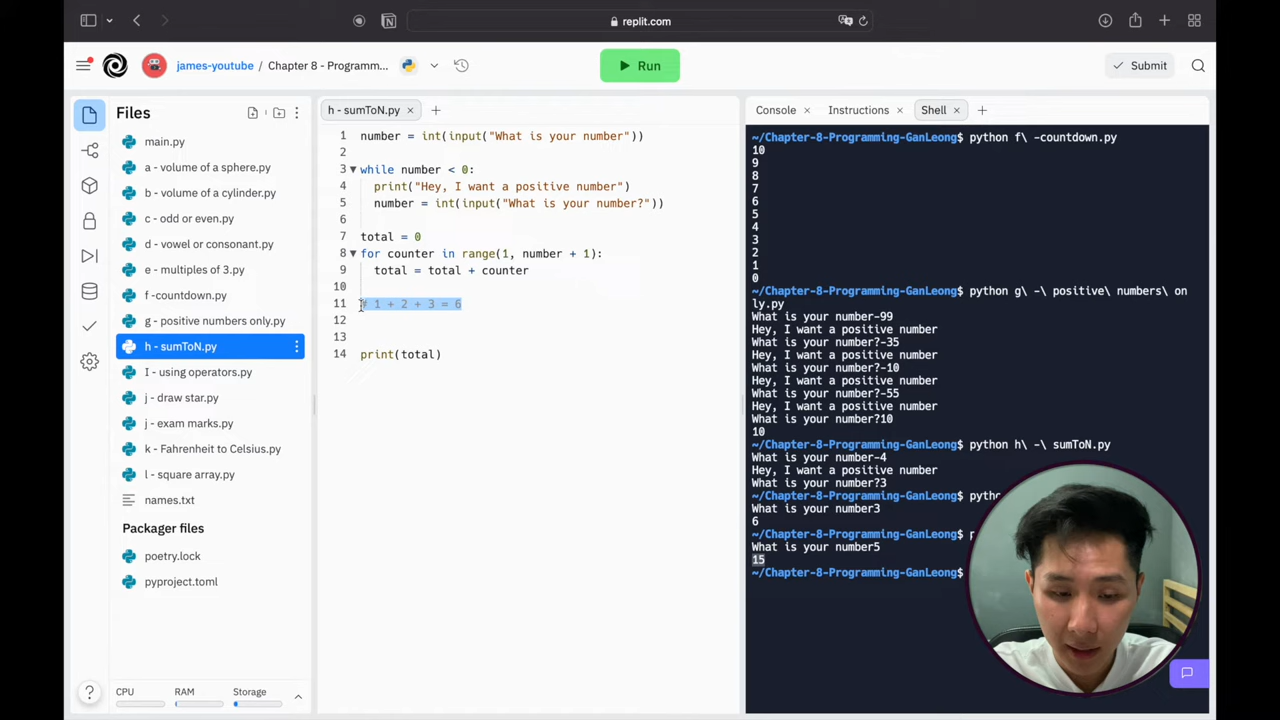 replit.com
james-youtube / Chapter 8 - Programm...
Run
Submit
Files
main.py
a - volume of a sphere.py
b - volume of a cylinder.py
c - odd or even.py
d - vowel or consonant.py
e - multiples of 3.py
f -countdown.py
g - positive numbers only.py
h - sumToN.py
I - using operators.py
j - draw star.py
j - exam marks.py
k - Fahrenheit to Celsius.py
l - square array.py
names.txt
Packager files
poetry.lock
pyproject.toml
?
CPU RAM Storage
h - sumToN.py × +
1 number = int(input("What is your number"))
2
3 while number < 0:
4 print("Hey, I want a positive number")
5 number = int(input("What is your number?"))
6
7 total = 0
8 for counter in range(1, number + 1):
9 total = total + counter
10
11 # 1 + 2 + 3 = 6
12
13
14 print(total)
Console × Instructions × Shell × +
~/Chapter-8-Programming-GanLeong$ python f\ -countdown.py
10
9
8
7
6
5
4
3
2
1
0
~/Chapter-8-Programming-GanLeong$ python g\ -\ positive\ numbers\ on
ly.py
What is your number-99
Hey, I want a positive number
What is your number?-35
Hey, I want a positive number
What is your number?-10
Hey, I want a positive number
What is your number?-55
Hey, I want a positive number
What is your number?10
10
~/Chapter-8-Programming-GanLeong$ python h\ -\ sumToN.py
What is your number-4
Hey, I want a positive number
What is your number?3
~/Chapter-8-Programming-GanLeong$ pyth
What is your number3
6
~/Chapter-8-Programming-GanLeong$ p
What is your number5
15
~/Chapter-8-Programming-GanLeong$